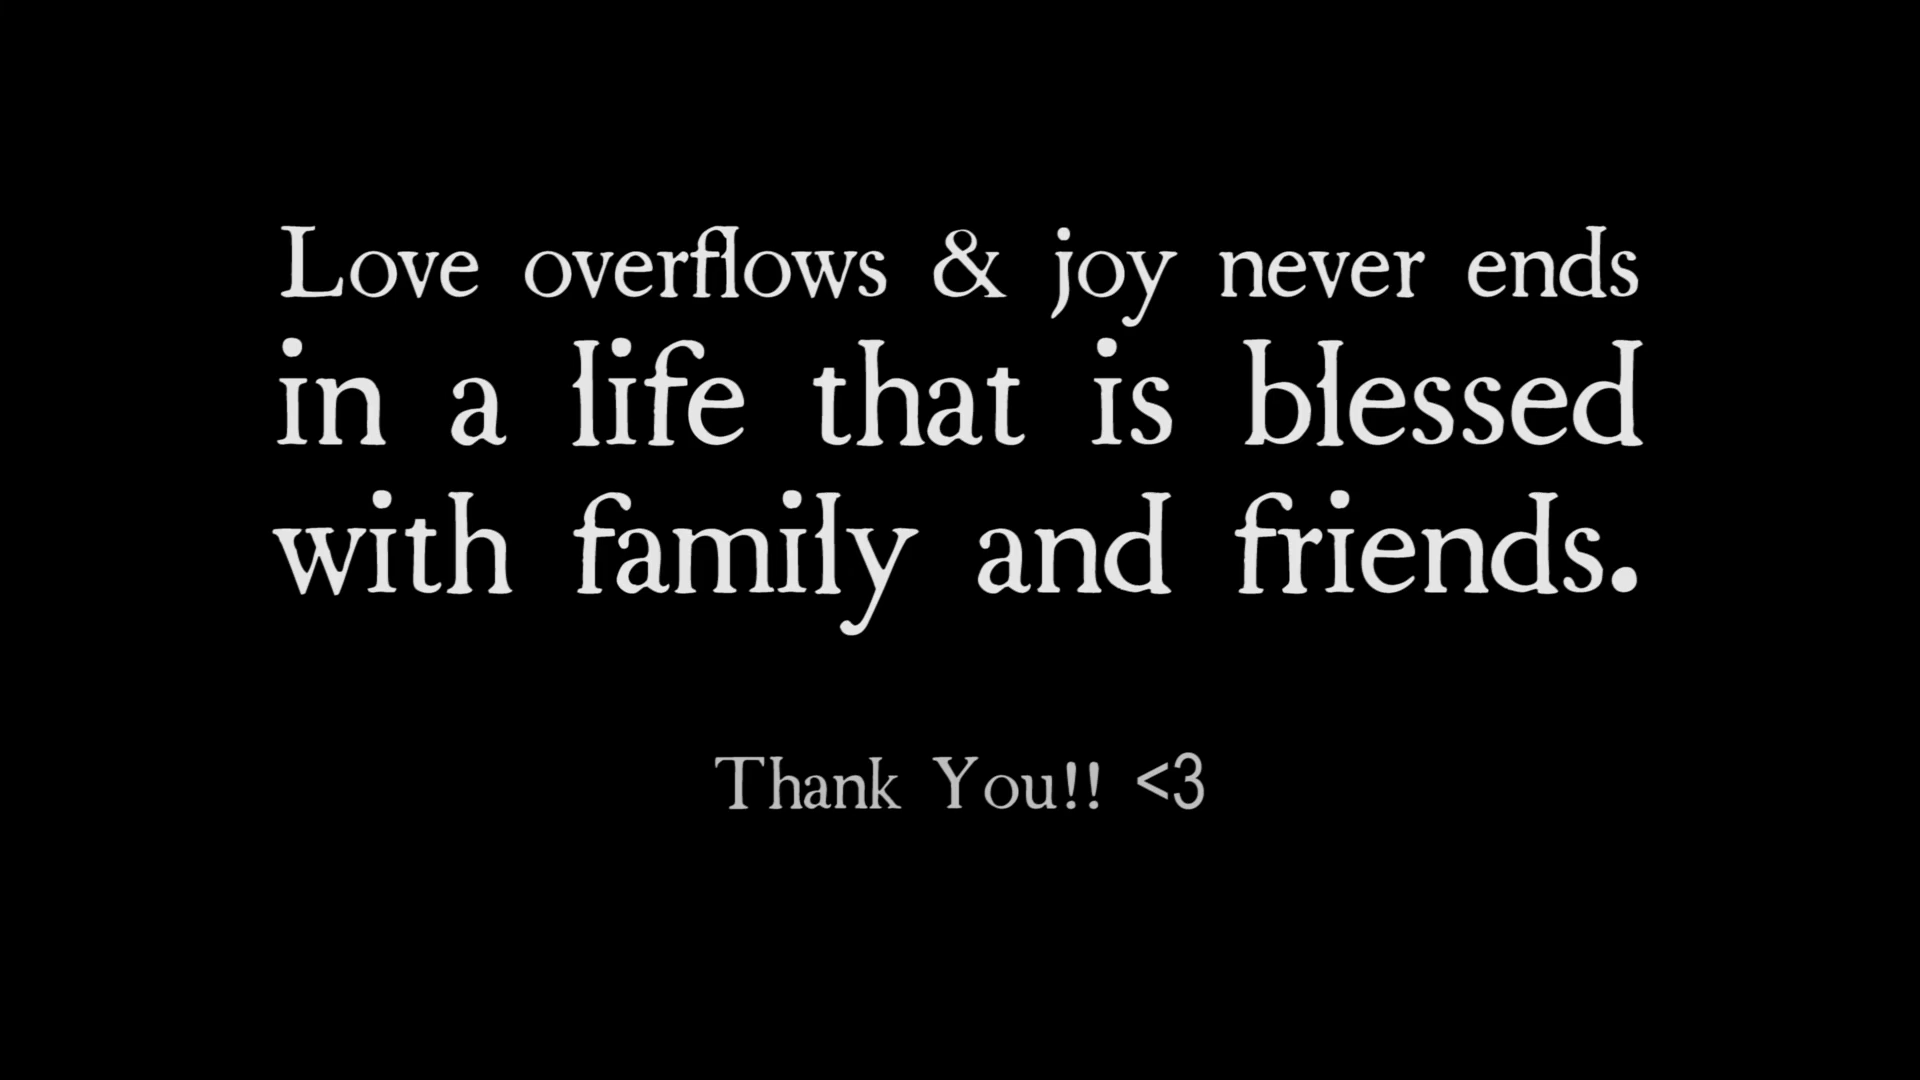 Love overflows & joy never ends
in a life that is blessed
with family and friends.
Thank You!! <3